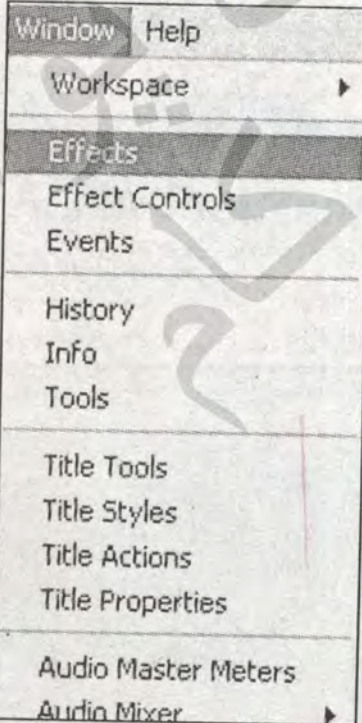 Window Help
Workspace
Effects
Effect Controls
Events
History
Info
Tools
Title Tools
Title Styles
Title Actions
Title Properties
Audio Master Meters
Audio Mixer